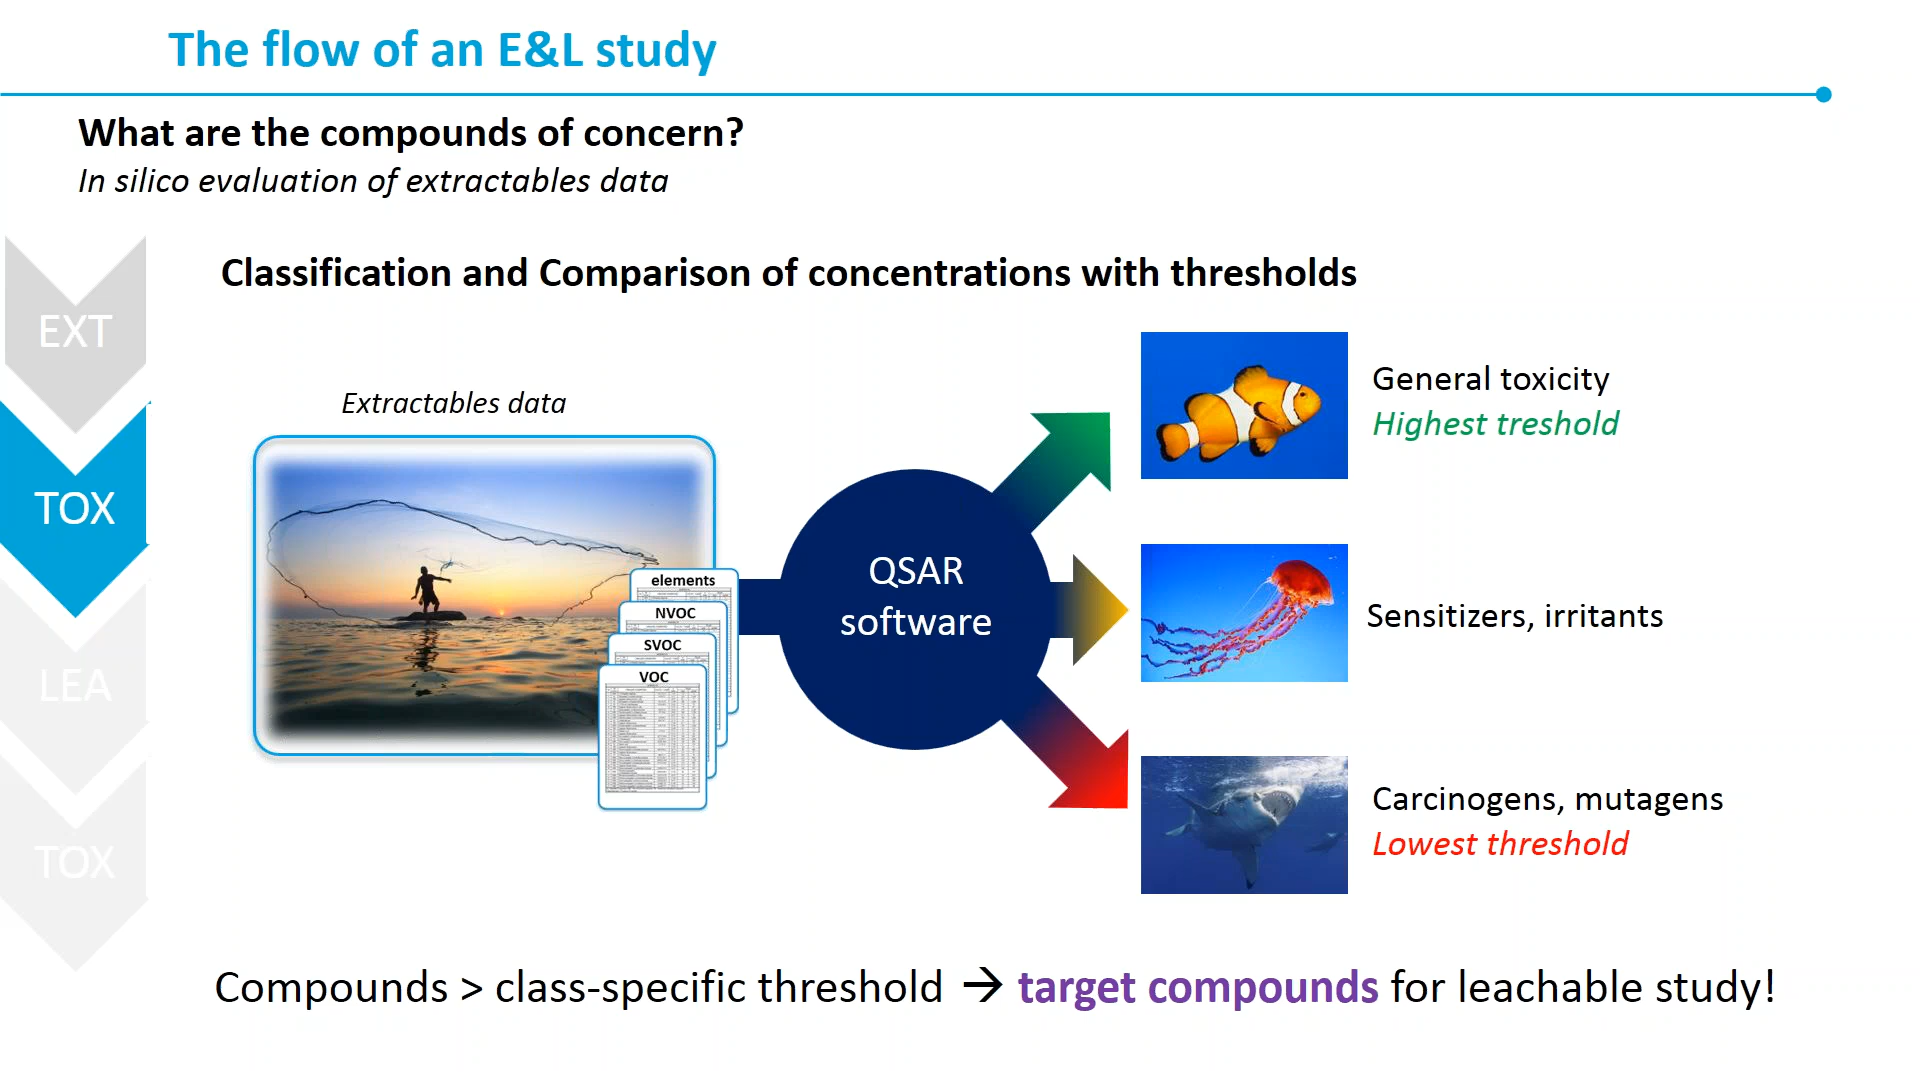 The flow of an E&L study
What are the compounds of concern?
In silico evaluation of extractables data
Classification and Comparison of concentrations with thresholds
EXT
TOX
LEA
TOX
Extractables data
elements
NVOC
SVOC
VOC
QSAR
software
General toxicity
Highest treshold
Sensitizers, irritants
Carcinogens, mutagens
Lowest threshold
Compounds > class-specific threshold → target compounds for leachable study!